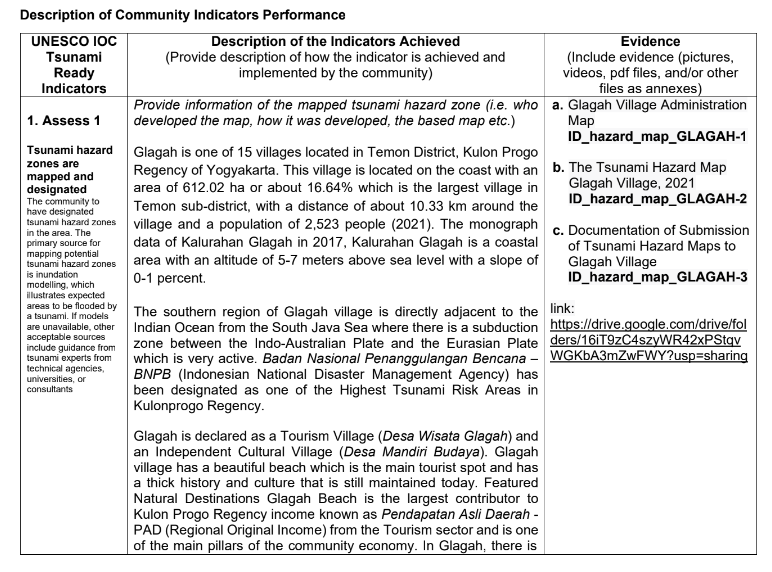 Description of Community Indicators Performance
UNESCO IOC
Tsunami
Ready
Indicators
Description of the Indicators Achieved
(Provide description of how the indicator is achieved and
implemented by the community)
Evidence
(Include evidence (pictures,
videos, pdf files, and/or other
files as annexes)
1. Assess 1
Tsunami hazard
zones are
mapped and
designated
The community to
have designated
tsunami hazard zones
in the area. The
primary source for
mapping potential
tsunami hazard zones
is inundation
modelling, which
illustrates expected
areas to be flooded by
a tsunami. If models
are unavailable, other
acceptable sources
include guidance from
tsunami experts from
technical agencies,
universities, or
consultants
Provide information of the mapped tsunami hazard zone (i.e. who
developed the map, how it was developed, the based map etc.)
Glagah is one of 15 villages located in Temon District, Kulon Progo
Regency of Yogyakarta. This village is located on the coast with an
area of 612.02 ha or about 16.64% which is the largest village in
Temon sub-district, with a distance of about 10.33 km around the
village and a population of 2,523 people (2021). The monograph
data of Kalurahan Glagah in 2017, Kalurahan Glagah is a coastal
area with an altitude of 5-7 meters above sea level with a slope of
0-1 percent.
The southern region of Glagah village is directly adjacent to the
Indian Ocean from the South Java Sea where there is a subduction
zone between the Indo-Australian Plate and the Eurasian Plate
which is very active. Badan Nasional Penanggulangan Bencana –
BNPB (Indonesian National Disaster Management Agency) has
been designated as one of the Highest Tsunami Risk Areas in
Kulonprogo Regency.
Glagah is declared as a Tourism Village (Desa Wisata Glagah) and
an Independent Cultural Village (Desa Mandiri Budaya). Glagah
village has a beautiful beach which is the main tourist spot and has
a thick history and culture that is still maintained today. Featured
Natural Destinations Glagah Beach is the largest contributor to
Kulon Progo Regency income known as Pendapatan Asli Daerah -
PAD (Regional Original Income) from the Tourism sector and is one
of the main pillars of the community economy. In Glagah, there is
a. Glagah Village Administration
Map
ID_hazard_map_GLAGAH-1
b. The Tsunami Hazard Map
Glagah Village, 2021
ID_hazard_map_GLAGAH-2
c. Documentation of Submission
of Tsunami Hazard Maps to
Glagah Village
ID_hazard_map_GLAGAH-3
link:
https://drive.google.com/drive/fol
ders/16iT9zC4szyWR42xPStqv
WGKbA3mZwFWY?usp=sharing